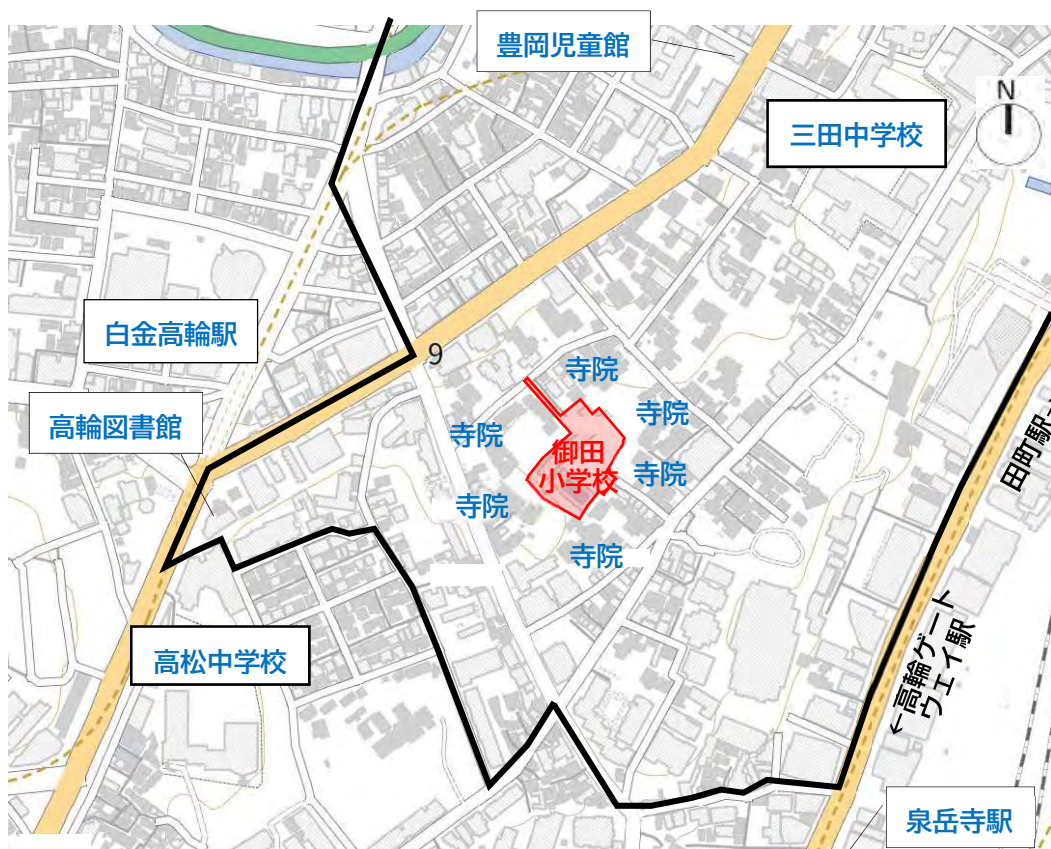 豊岡児童館
N
三田中学校
白金高輪駅
9
高輪図書館
寺院
寺院
寺院
御田
小学校
寺院
寺院
寺院
田町駅→
←高輪ゲート
ウェイ駅
高松中学校
泉岳寺駅